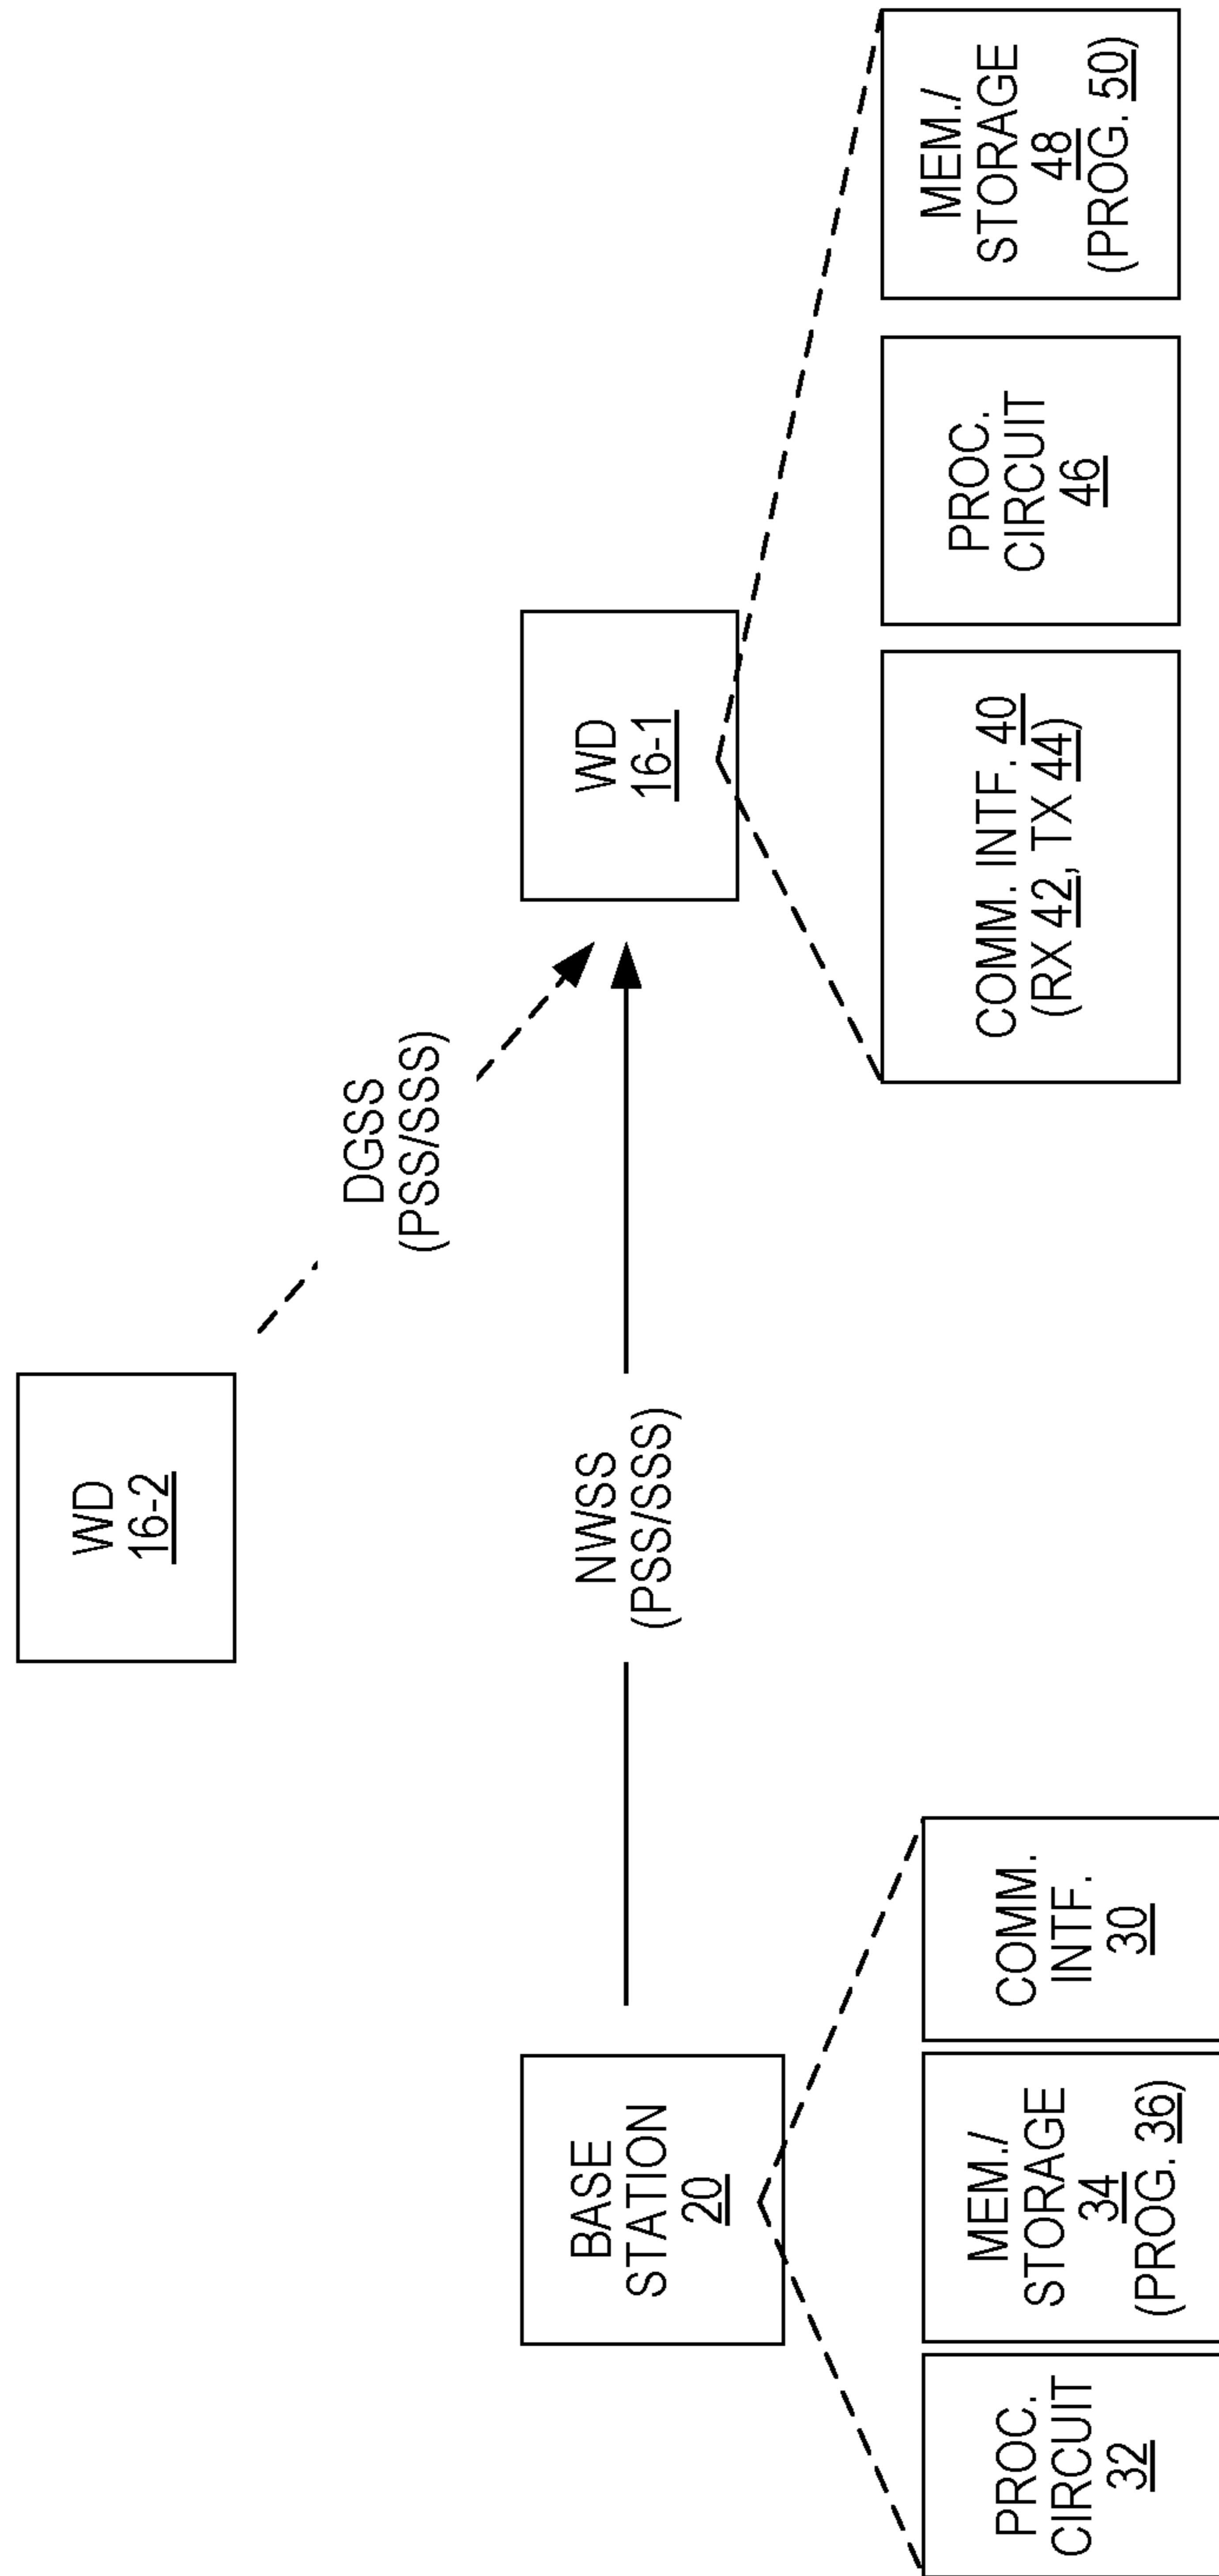 WD
16-2
DGSS
(PSS/SSS)
BASE
STATION
20
NWSS
(PSS/SSS)
WD
16-1
PROC.
CIRCUIT
32
MEM./
STORAGE
34
(PROG. 36)
COMM.
INTF.
30
COMM. INTF. 40
(RX 42, TX 44)
PROC.
CIRCUIT
46
MEM./
STORAGE
48
(PROG. 50)